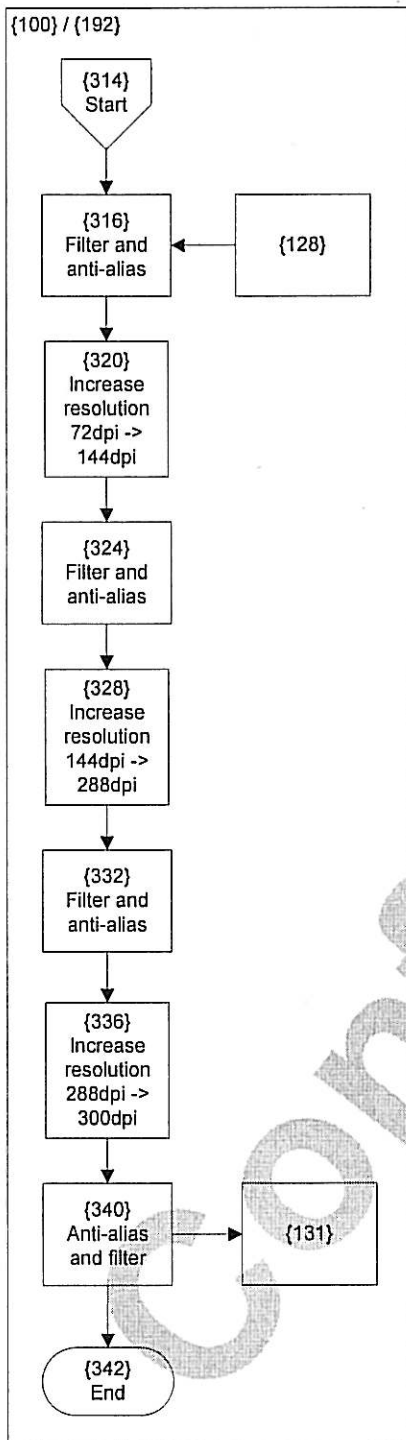 {100} / {192}
{314}
Start
{316}
Filter and
anti-alias
{128}
{320}
Increase
resolution
72dpi ->
144dpi
{324}
Filter and
anti-alias
{328}
Increase
resolution
144dpi ->
288dpi
{332}
Filter and
anti-alias
{336}
Increase
resolution
288dpi ->
300dpi
{340}
Anti-alias
and filter
{131}
{342}
End
Con